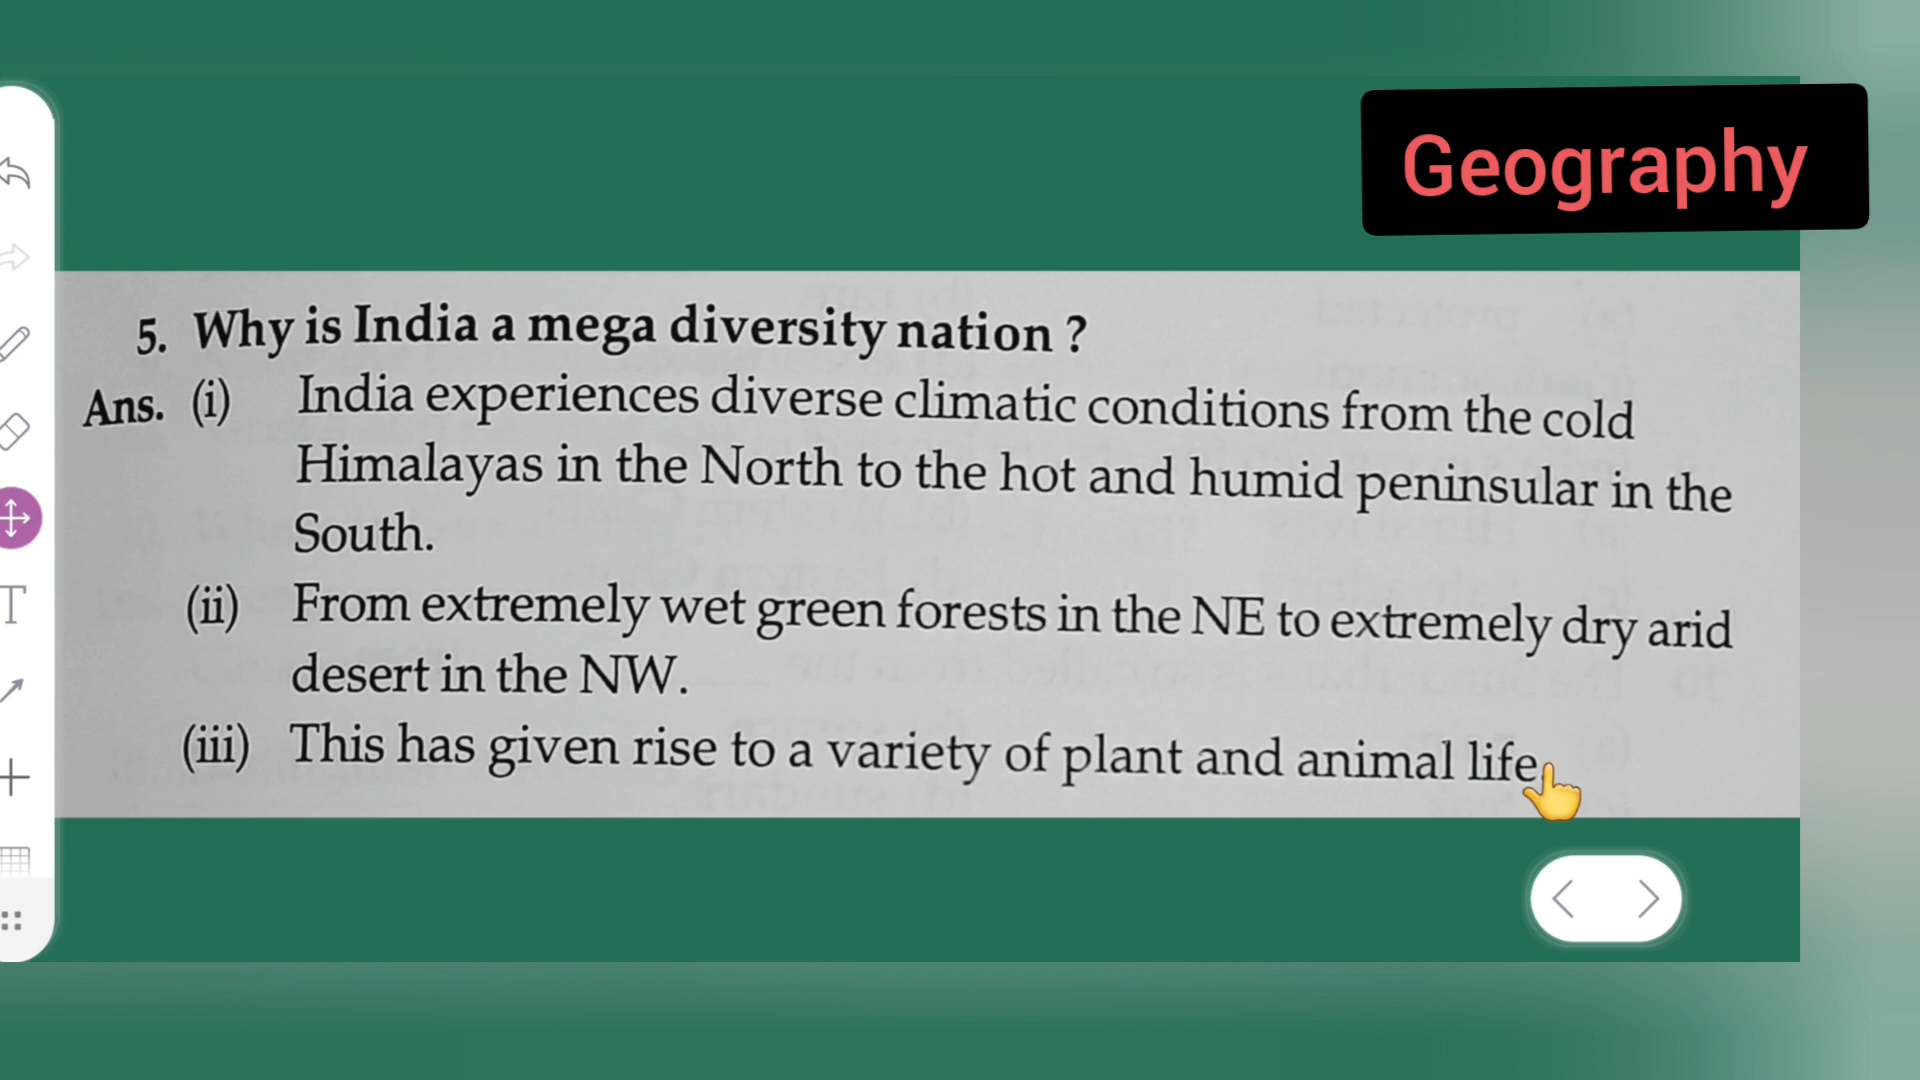 Geography
5. Why is India a mega diversity nation ?
Ans. (i) India experiences diverse climatic conditions from the cold
Himalayas in the North to the hot and humid peninsular in the
South.
(ii) From extremely wet green forests in the NE to extremely dry arid
desert in the NW.
(iii) This has given rise to a variety of plant and animal life.